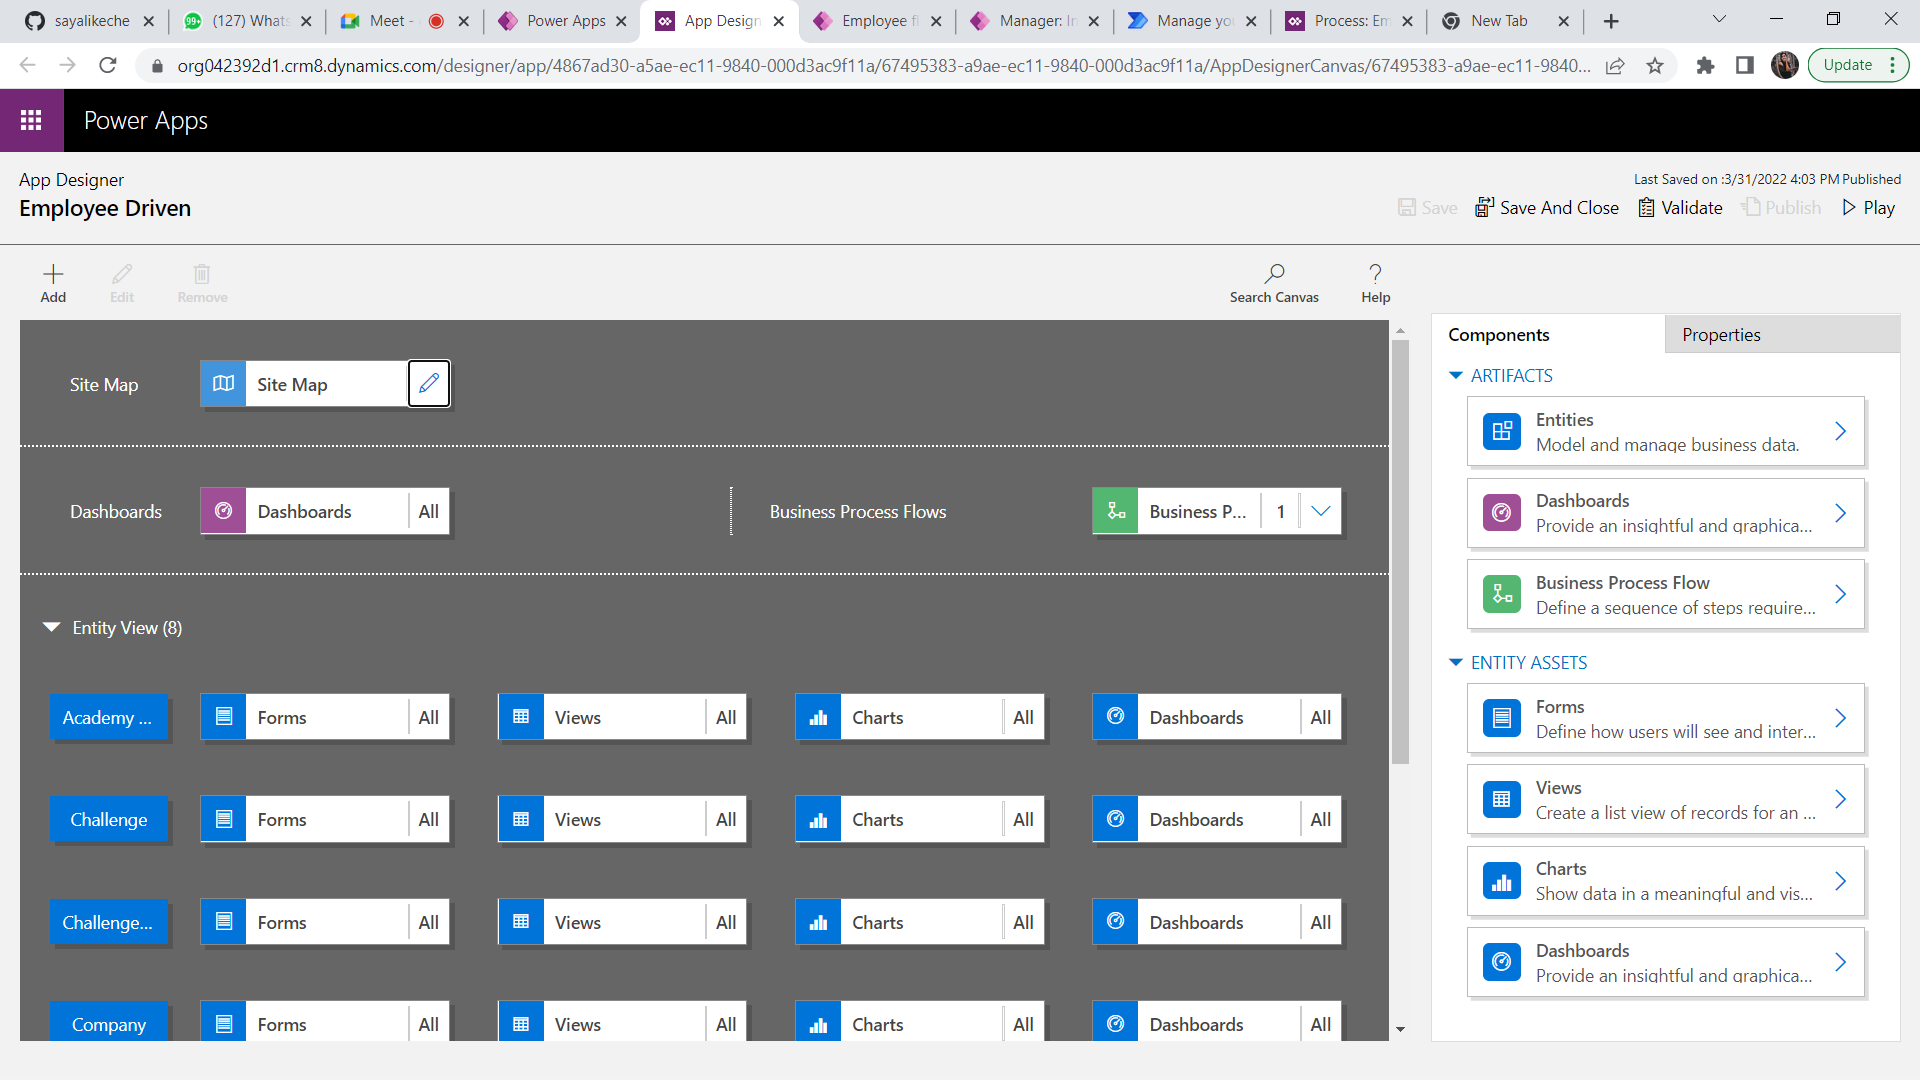 sayalikeche
(127) Whats
Meet -
Power Apps
App Design
Employee fl
Manager: In
Manage you
Process: Em
New Tab
org042392d1.crm8.dynamics.com/designer/app/4867ad30-a5ae-ec11-9840-000d3ac9f11a/67495383-a9ae-ec11-9840-000d3ac9f11a/AppDesignerCanvas/67495383-a9ae-ec11-9840...
Update
Power Apps
App Designer
Employee Driven
Last Saved on :3/31/2022 4:03 PM Published
Save
Save And Close
Validate
Publish
Play
Add
Edit
Remove
Search Canvas
Help
Site Map
Site Map
Dashboards
Dashboards All
Business Process Flows
Business P... 1
Entity View (8)
Academy ... Forms All Views All Charts All Dashboards All
Challenge Forms All Views All Charts All Dashboards All
Challenge... Forms All Views All Charts All Dashboards All
Company Forms All Views All Charts All Dashboards All
Components
Properties
ARTIFACTS
Entities
Model and manage business data.
Dashboards
Provide an insightful and graphica...
Business Process Flow
Define a sequence of steps require...
ENTITY ASSETS
Forms
Define how users will see and inter...
Views
Create a list view of records for an ...
Charts
Show data in a meaningful and vis...
Dashboards
Provide an insightful and graphica...